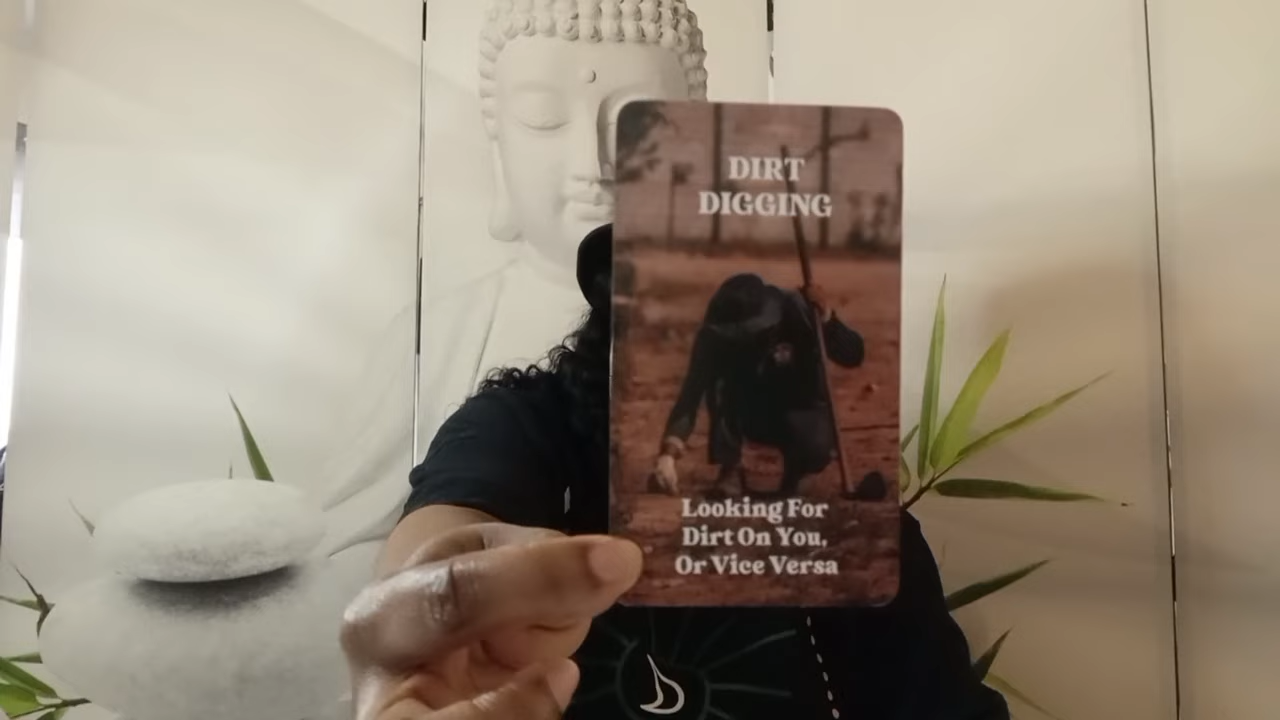 DIRT
DIGGING
Looking For
Dirt On You,
Or Vice Versa